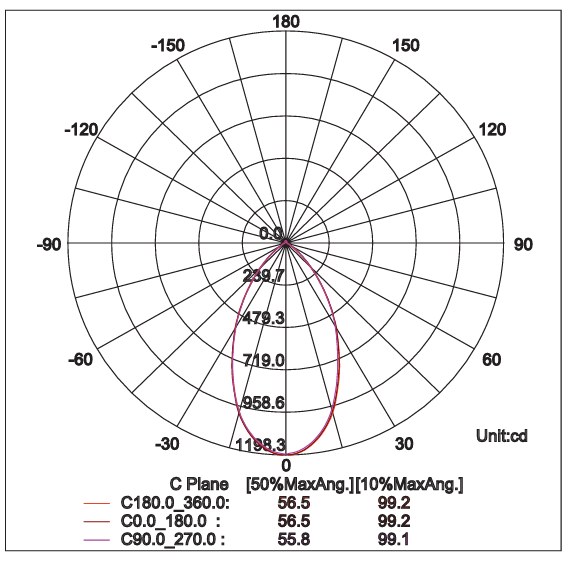 180
-150 150
-120 120
0.0
-90 90
239.7
479.3
-60 719.0 60
958.6
-30 1198.3 30
Unit:cd
0
C Plane [50%MaxAng.][10%MaxAng.]
C180.0_360.0: 56.5 99.2
C0.0_180.0 : 56.5 99.2
C90.0_270.0 : 55.8 99.1